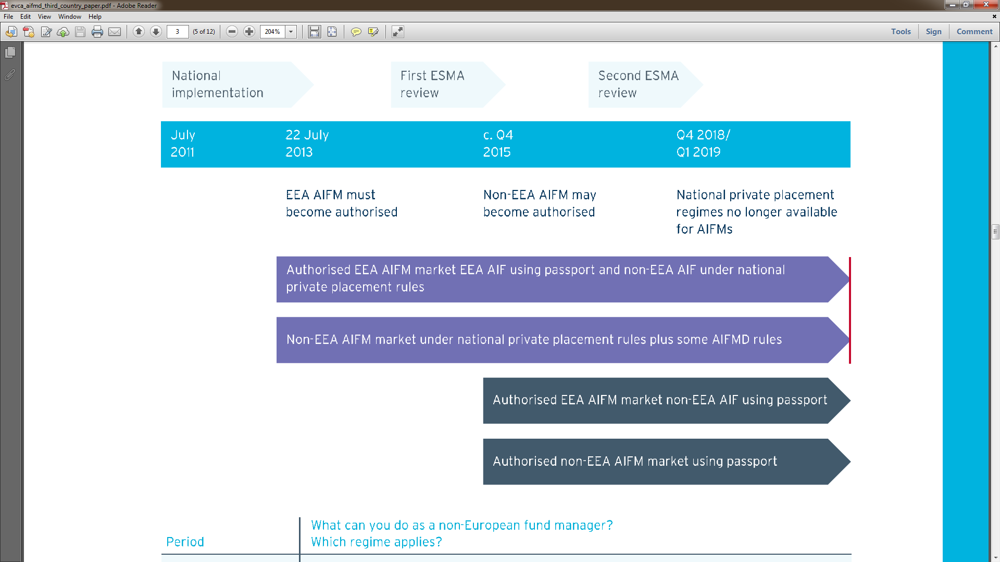 evca_aifmd_third_country_paper.pdf - Adobe Reader
File Edit View Window Help
3 (5 of 12) 204% Tools Sign Comment
National
implementation
First ESMA
review
Second ESMA
review
July
2011
22 July
2013
c. Q4
2015
Q4 2018/
Q1 2019
EEA AIFM must
become authorised
Non-EEA AIFM may
become authorised
National private placement
regimes no longer available
for AIFMs
Authorised EEA AIFM market EEA AIF using passport and non-EEA AIF under national
private placement rules
Non-EEA AIFM market under national private placement rules plus some AIFMD rules
Authorised EEA AIFM market non-EEA AIF using passport
Authorised non-EEA AIFM market using passport
Period
What can you do as a non-European fund manager?
Which regime applies?